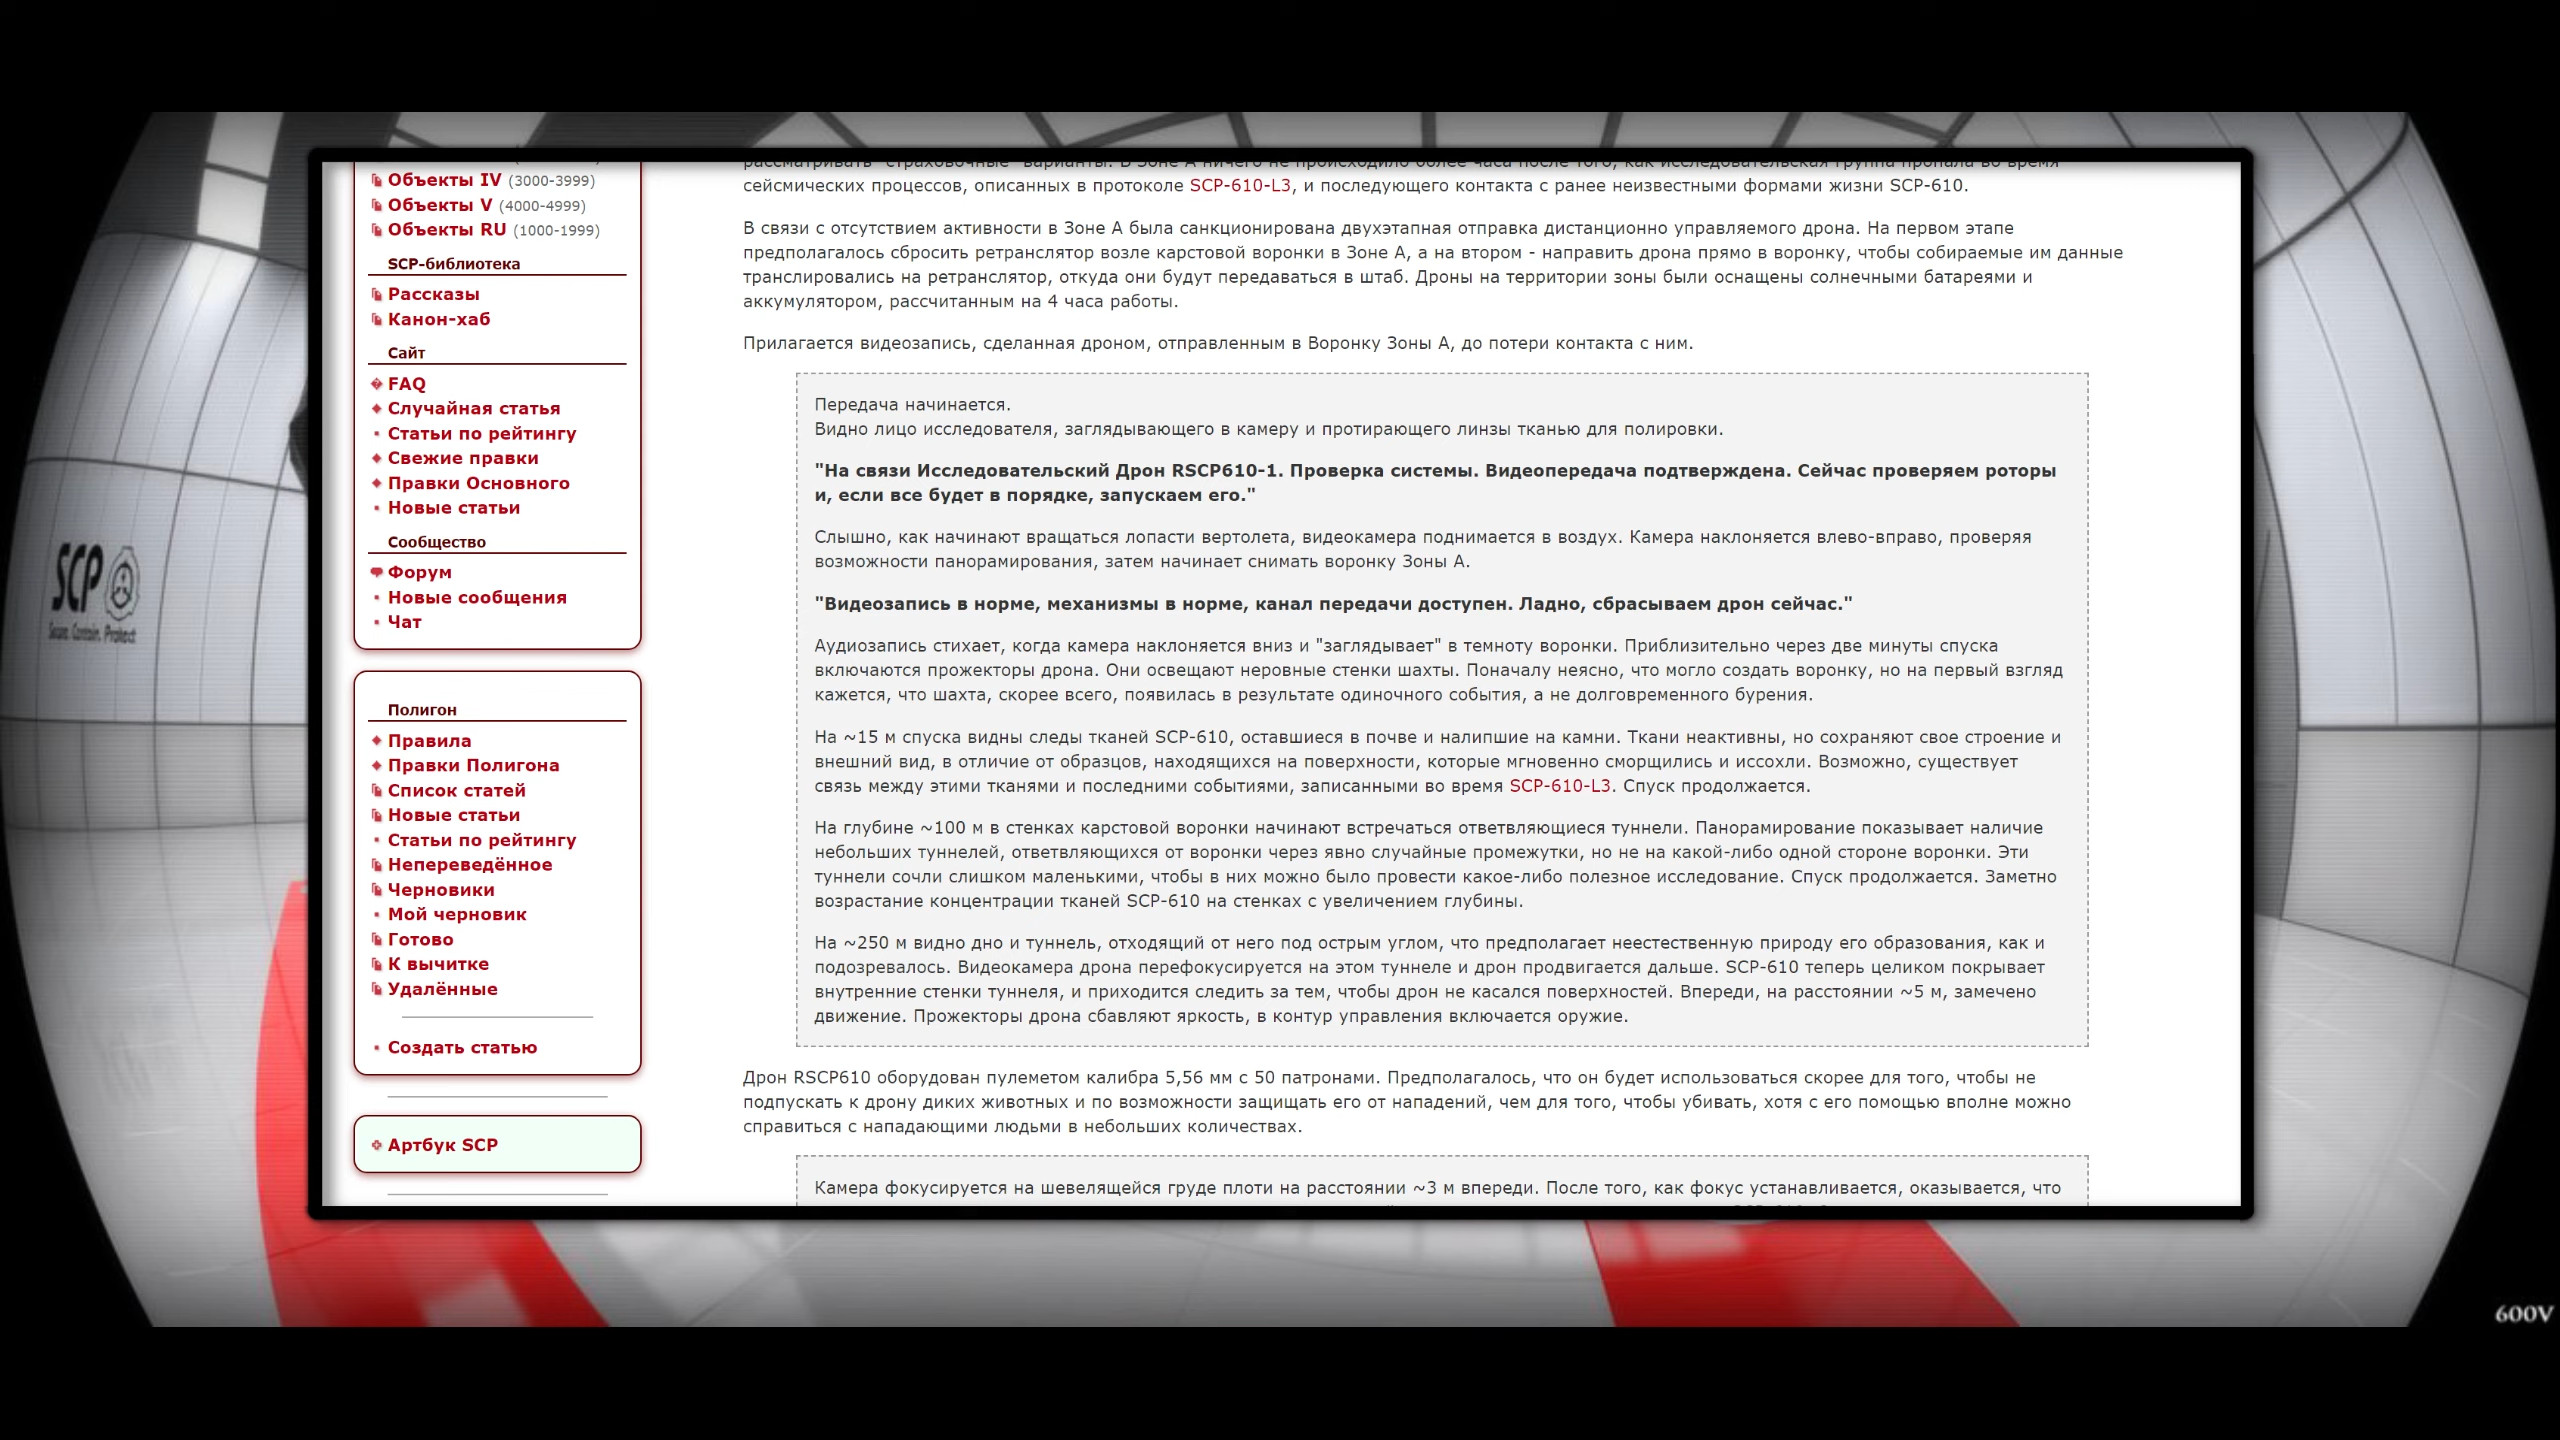 SCP
Secure. Contain. Protect
Объекты IV (3000-3999)
Объекты V (4000-4999)
Объекты RU (1000-1999)
SCP-библиотека
Рассказы
Канон-хаб
Сайт
FAQ
Случайная статья
Статьи по рейтингу
Свежие правки
Правки Основного
Новые статьи
Сообщество
Форум
Новые сообщения
Чат
Полигон
Правила
Правки Полигона
Список статей
Новые статьи
Статьи по рейтингу
Непереведённое
Черновики
Мой черновик
Готово
К вычитке
Удалённые
Создать статью
Артбук SCP
рассматривать "страховочные" варианты. В Зоне А ничего не происходило более часа после того, как исследовательская группа пропала во время
сейсмических процессов, описанных в протоколе SCP-610-L3, и последующего контакта с ранее неизвестными формами жизни SCP-610.
В связи с отсутствием активности в Зоне А была санкционирована двухэтапная отправка дистанционно управляемого дрона. На первом этапе
предполагалось сбросить ретранслятор возле карстовой воронки в Зоне А, а на втором - направить дрона прямо в воронку, чтобы собираемые им данные
транслировались на ретранслятор, откуда они будут передаваться в штаб. Дроны на территории зоны были оснащены солнечными батареями и
аккумулятором, рассчитанным на 4 часа работы.
Прилагается видеозапись, сделанная дроном, отправленным в Воронку Зоны А, до потери контакта с ним.
Передача начинается.
Видно лицо исследователя, заглядывающего в камеру и протирающего линзы тканью для полировки.
"На связи Исследовательский Дрон RSCP610-1. Проверка системы. Видеопередача подтверждена. Сейчас проверяем роторы
и, если все будет в порядке, запускаем его."
Слышно, как начинают вращаться лопасти вертолета, видеокамера поднимается в воздух. Камера наклоняется влево-вправо, проверяя
возможности панорамирования, затем начинает снимать воронку Зоны А.
"Видеозапись в норме, механизмы в норме, канал передачи доступен. Ладно, сбрасываем дрон сейчас."
Аудиозапись стихает, когда камера наклоняется вниз и "заглядывает" в темноту воронки. Приблизительно через две минуты спуска
включаются прожекторы дрона. Они освещают неровные стенки шахты. Поначалу неясно, что могло создать воронку, но на первый взгляд
кажется, что шахта, скорее всего, появилась в результате одиночного события, а не долговременного бурения.
На ~15 м спуска видны следы тканей SCP-610, оставшиеся в почве и налипшие на камни. Ткани неактивны, но сохраняют свое строение и
внешний вид, в отличие от образцов, находящихся на поверхности, которые мгновенно сморщились и иссохли. Возможно, существует
связь между этими тканями и последними событиями, записанными во время SCP-610-L3. Спуск продолжается.
На глубине ~100 м в стенках карстовой воронки начинают встречаться ответвляющиеся туннели. Панорамирование показывает наличие
небольших туннелей, ответвляющихся от воронки через явно случайные промежутки, но не на какой-либо одной стороне воронки. Эти
туннели сочли слишком маленькими, чтобы в них можно было провести какое-либо полезное исследование. Спуск продолжается. Заметно
возрастание концентрации тканей SCP-610 на стенках с увеличением глубины.
На ~250 м видно дно и туннель, отходящий от него под острым углом, что предполагает неестественную природу его образования, как и
подозревалось. Видеокамера дрона перефокусируется на этом туннеле и дрон продвигается дальше. SCP-610 теперь целиком покрывает
внутренние стенки туннеля, и приходится следить за тем, чтобы дрон не касался поверхностей. Впереди, на расстоянии ~5 м, замечено
движение. Прожекторы дрона сбавляют яркость, в контур управления включается оружие.
Дрон RSCP610 оборудован пулеметом калибра 5,56 мм с 50 патронами. Предполагалось, что он будет использоваться скорее для того, чтобы не
подпускать к дрону диких животных и по возможности защищать его от нападений, чем для того, чтобы убивать, хотя с его помощью вполне можно
справиться с нападающими людьми в небольших количествах.
Камера фокусируется на шевелящейся груде плоти на расстоянии ~3 м впереди. После того, как фокус устанавливается, оказывается, что
600V